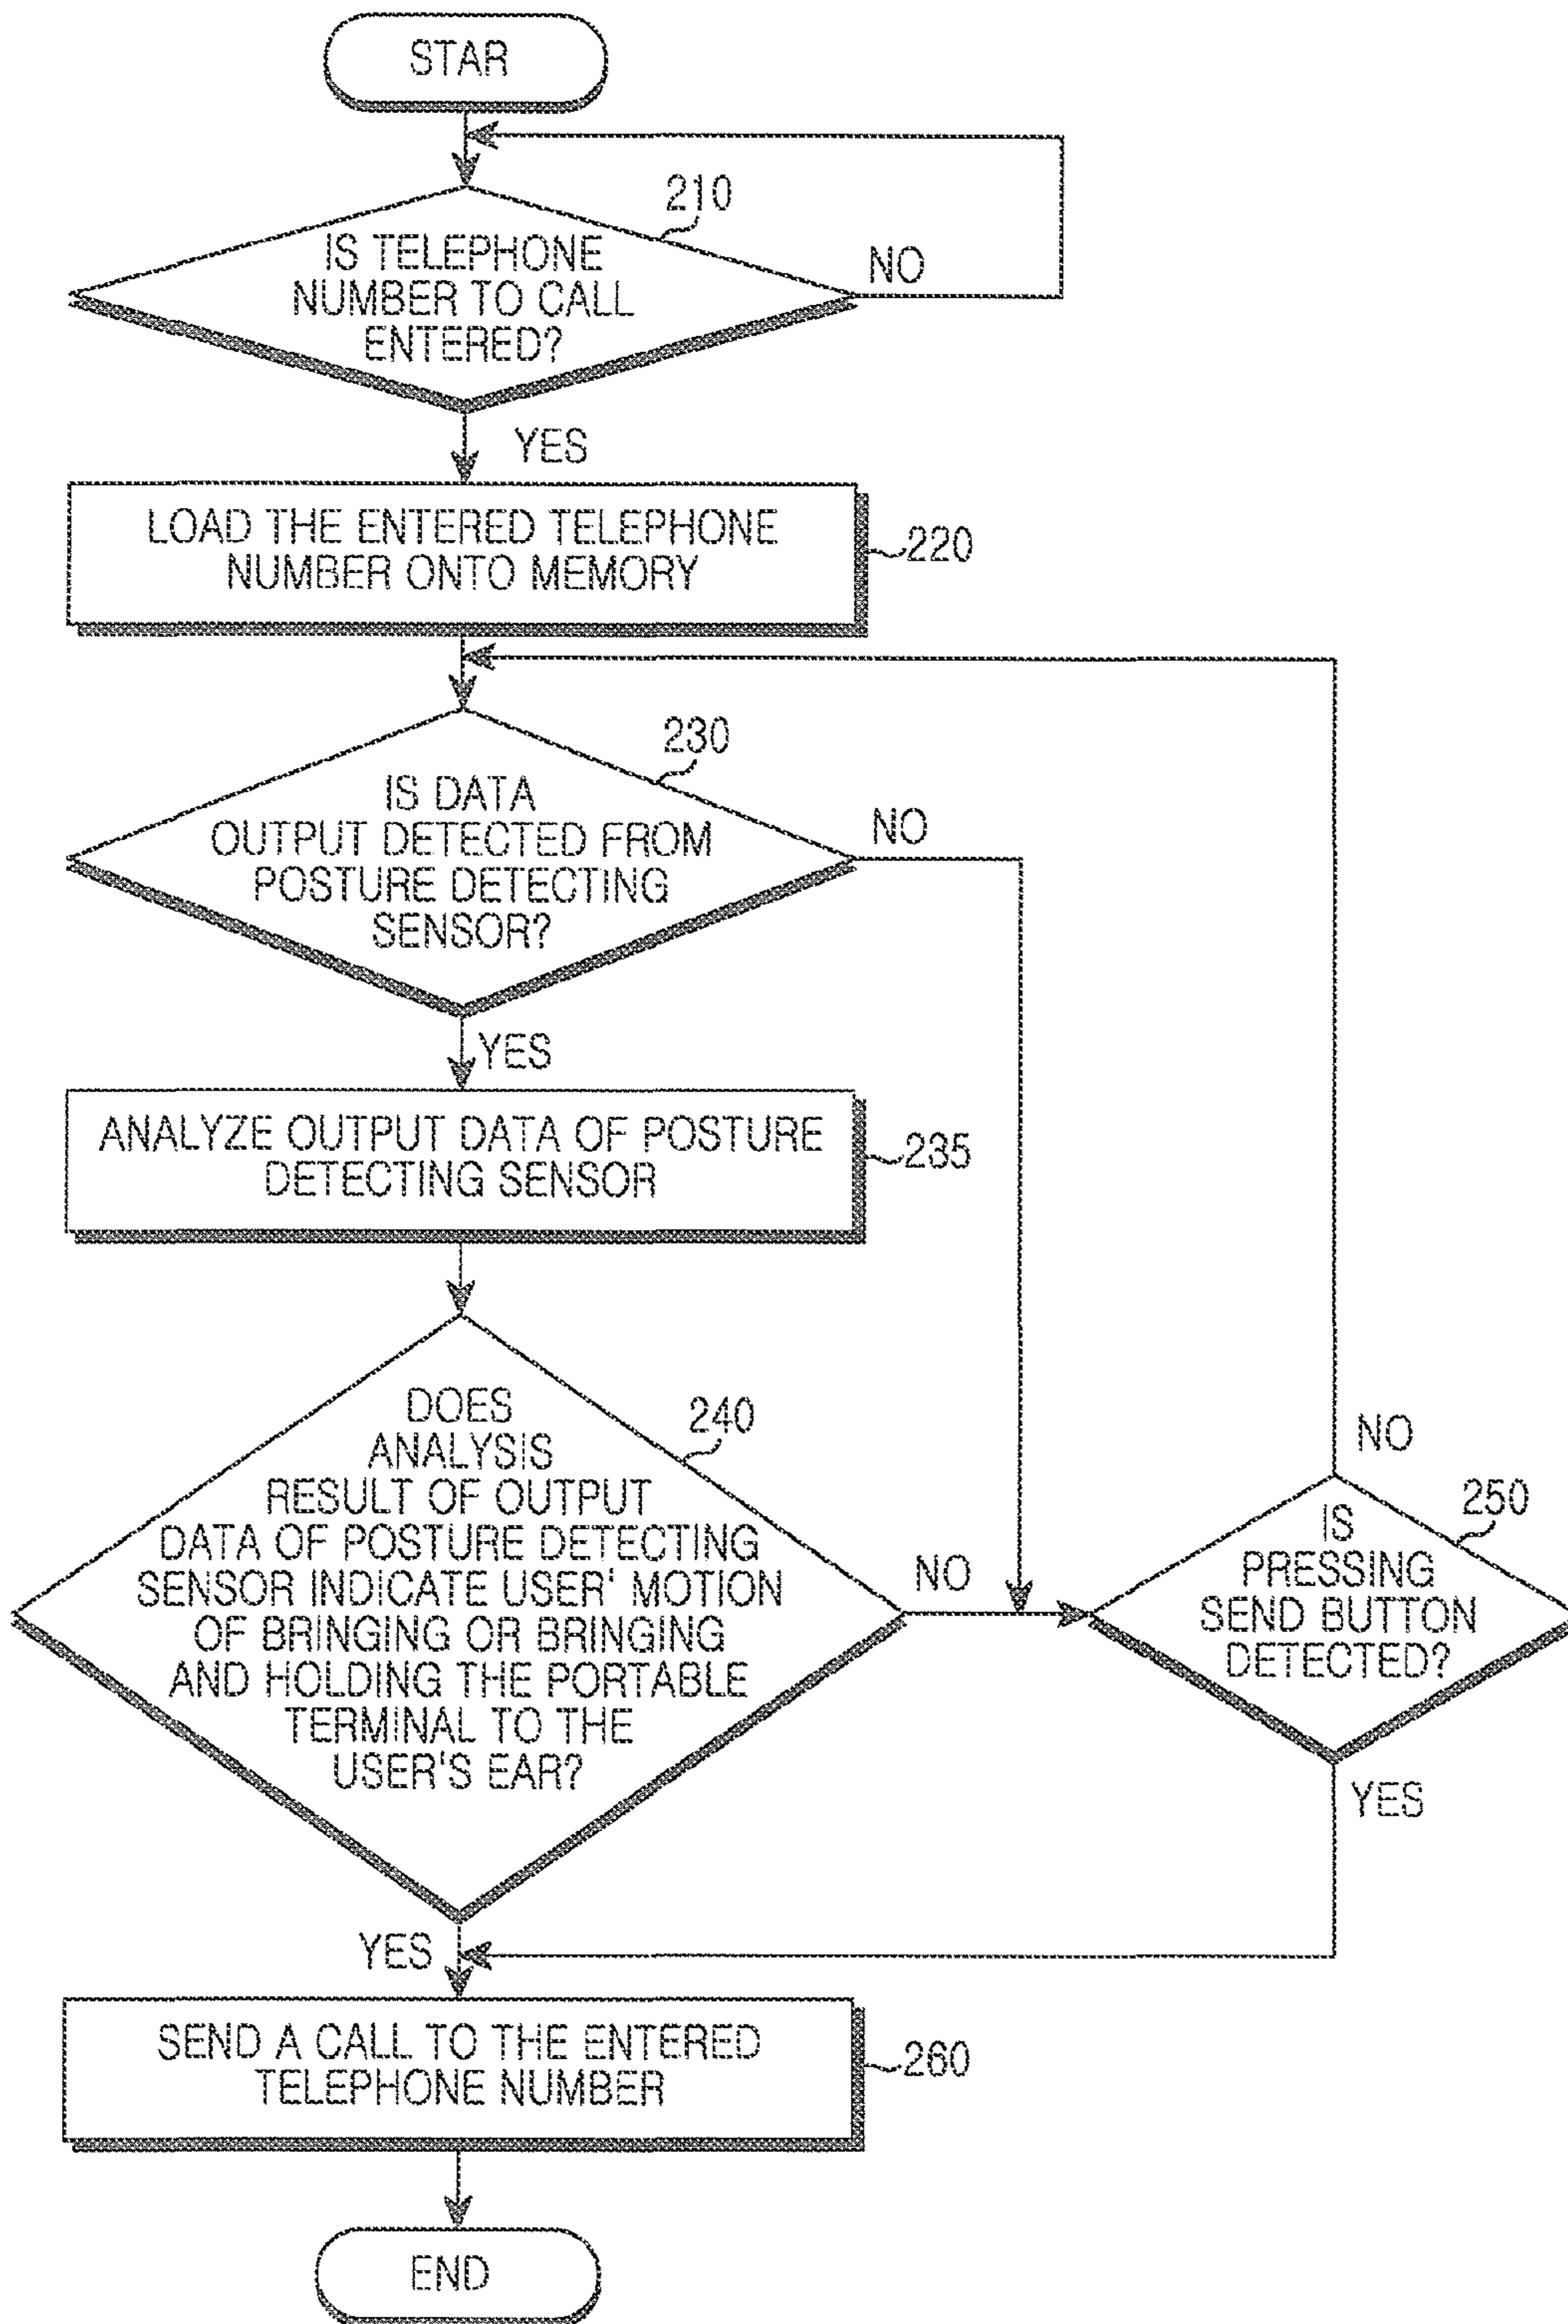 STAR
210
IS TELEPHONE
NUMBER TO CALL
ENTERED?
NO
YES
LOAD THE ENTERED TELEPHONE
NUMBER ONTO MEMORY
220
230
IS DATA
OUTPUT DETECTED FROM
POSTURE DETECTING
SENSOR?
NO
YES
ANALYZE OUTPUT DATA OF POSTURE
DETECTING SENSOR
235
240
DOES
ANALYSIS
RESULT OF OUTPUT
DATA OF POSTURE DETECTING
SENSOR INDICATE USER' MOTION
OF BRINGING OR BRINGING
AND HOLDING THE PORTABLE
TERMINAL TO THE
USER'S EAR?
NO
YES
NO
250
IS
PRESSING
SEND BUTTON
DETECTED?
YES
SEND A CALL TO THE ENTERED
TELEPHONE NUMBER
260
END